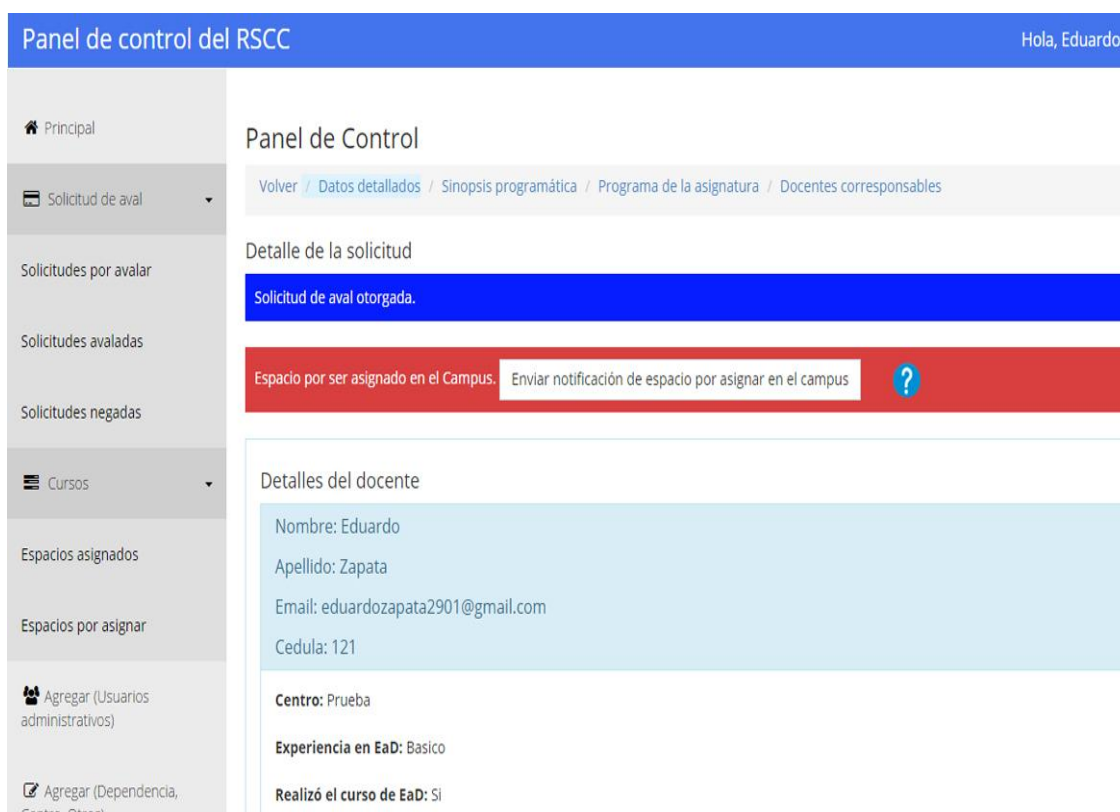 Panel de control del RSCC
Hola, Eduardo
Principal
Solicitud de aval
Solicitudes por avalar
Solicitudes avaladas
Solicitudes negadas
Cursos
Espacios asignados
Espacios por asignar
Agregar (Usuarios
administrativos)
Agregar (Dependencia,
Panel de Control
Volver / Datos detallados / Sinopsis programática / Programa de la asignatura / Docentes corresponsables
Detalle de la solicitud
Solicitud de aval otorgada.
Espacio por ser asignado en el Campus. Enviar notificación de espacio por asignar en el campus ?
Detalles del docente
Nombre: Eduardo
Apellido: Zapata
Email: eduardozapata2901@gmail.com
Cedula: 121
Centro: Prueba
Experiencia en EaD: Basico
Realizó el curso de EaD: Si